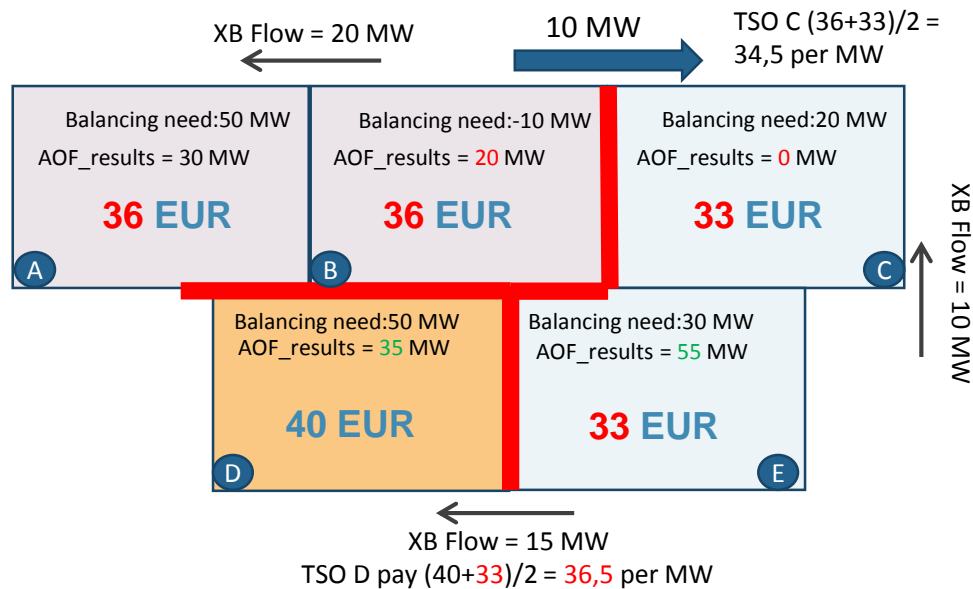 XB Flow = 20 MW
10 MW
TSO C (36+33)/2 =
34,5 per MW
Balancing need:50 MW
AOF_results = 30 MW
36 EUR
A
Balancing need:-10 MW
AOF_results = 20 MW
36 EUR
B
Balancing need:20 MW
AOF_results = 0 MW
33 EUR
C
XB Flow = 10 MW
Balancing need:50 MW
AOF_results = 35 MW
40 EUR
D
Balancing need:30 MW
AOF_results = 55 MW
33 EUR
E
XB Flow = 15 MW
TSO D pay (40+33)/2 = 36,5 per MW